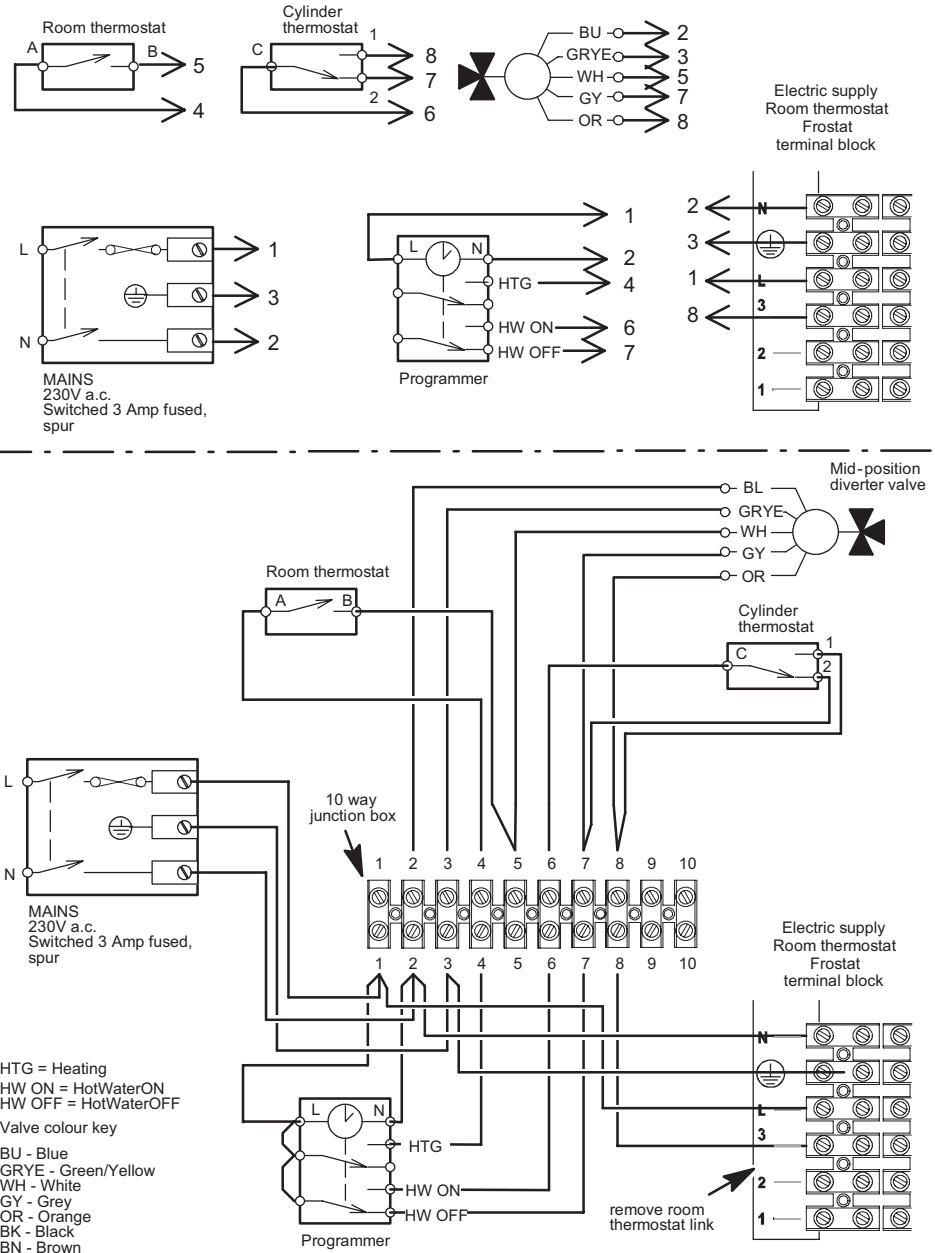 Room thermostat
A
B
5
4
Cylinder
thermostat
C
1
2
8
7
6
BU
GRYE
WH
GY
OR
2
3
5
7
8
Electric supply
Room thermostat
Frostat
terminal block
2
N
3
1
L
8
3
2
1
L
N
1
3
2
MAINS
230V a.c.
Switched 3 Amp fused,
spur
L
N
HTG
HW ON
HW OFF
1
2
4
6
7
Programmer
Mid-position
diverter valve
BL
GRYE
WH
GY
OR
Room thermostat
A
B
Cylinder
thermostat
C
1
2
L
N
MAINS
230V a.c.
Switched 3 Amp fused,
spur
10 way
junction box
1 2 3 4 5 6 7 8 9 10
1 2 3 4 5 6 7 8 9 10
Electric supply
Room thermostat
Frostat
terminal block
N
L
3
2
1
remove room
thermostat link
HTG = Heating
HW ON = HotWaterON
HW OFF = HotWaterOFF
Valve colour key
BU - Blue
GRYE - Green/Yellow
WH - White
GY - Grey
OR - Orange
BK - Black
BN - Brown
L
N
HTG
HW ON
HW OFF
Programmer